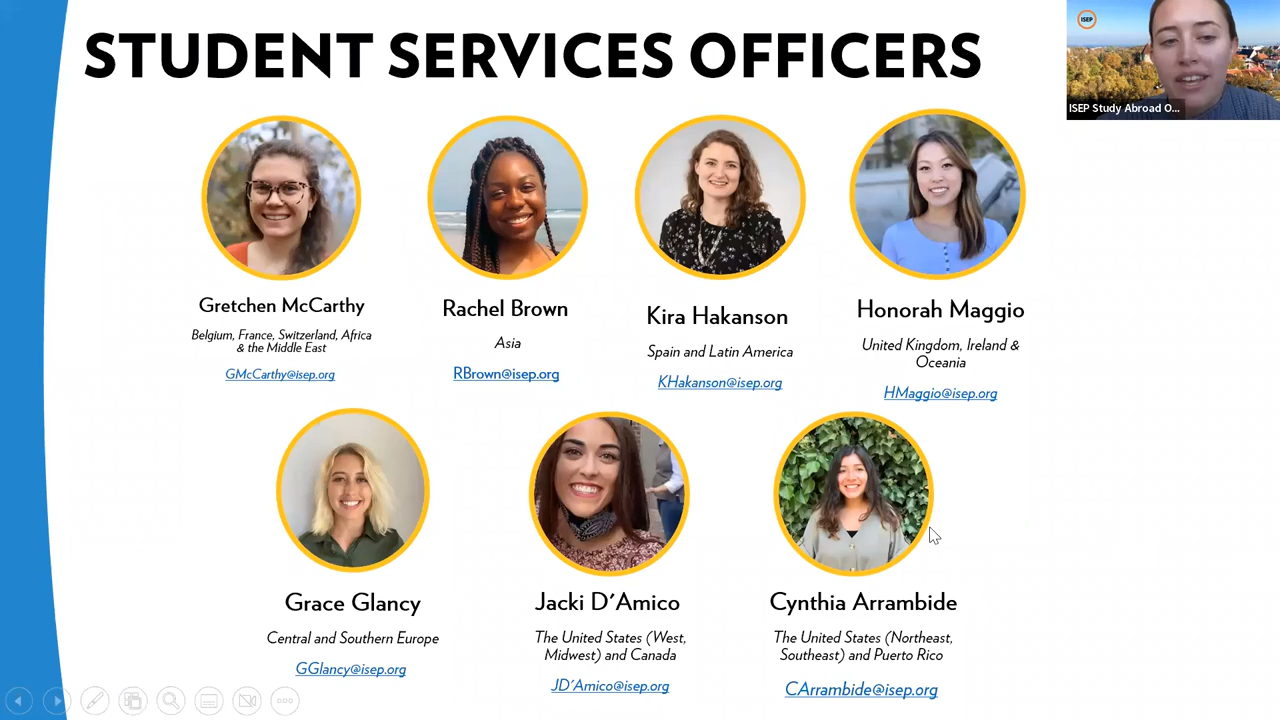 STUDENT SERVICES OFFICERS
ISEP
ISEP Study Abroad O...
Gretchen McCarthy
Belgium, France, Switzerland, Africa
& the Middle East
GMcCarthy@isep.org
Rachel Brown
Asia
RBrown@isep.org
Kira Hakanson
Spain and Latin America
KHakanson@isep.org
Honorah Maggio
United Kingdom, Ireland &
Oceania
HMaggio@isep.org
Grace Glancy
Central and Southern Europe
GGlancy@isep.org
Jacki D'Amico
The United States (West,
Midwest) and Canada
JD'Amico@isep.org
Cynthia Arrambide
The United States (Northeast,
Southeast) and Puerto Rico
CArrambide@isep.org